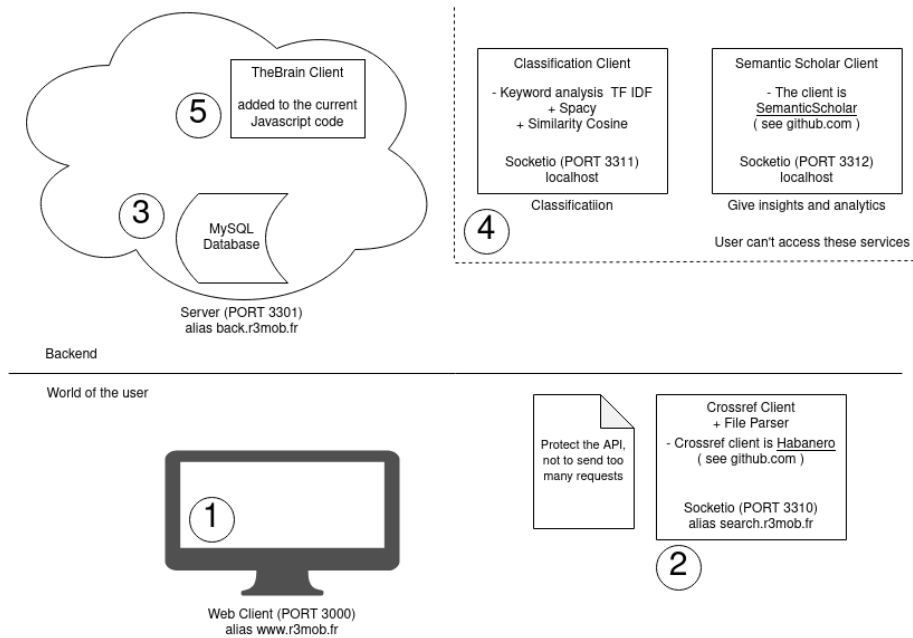 TheBrain Client
added to the current
Javascript code
5
3
MySQL
Database
Server (PORT 3301)
alias back.r3mob.fr
Classification Client
- Keyword analysis TF IDF
+ Spacy
+ Similarity Cosine
Socketio (PORT 3311)
localhost
Classificatiion
4
Semantic Scholar Client
- The client is
SemanticScholar
( see github.com )
Socketio (PORT 3312)
localhost
Give insights and analytics
User can't access these services
Backend
World of the user
1
Web Client (PORT 3000)
alias www.r3mob.fr
Protect the API,
not to send too
many requests
Crossref Client
+ File Parser
- Crossref client is Habanero
( see github.com )
Socketio (PORT 3310)
alias search.r3mob.fr
2